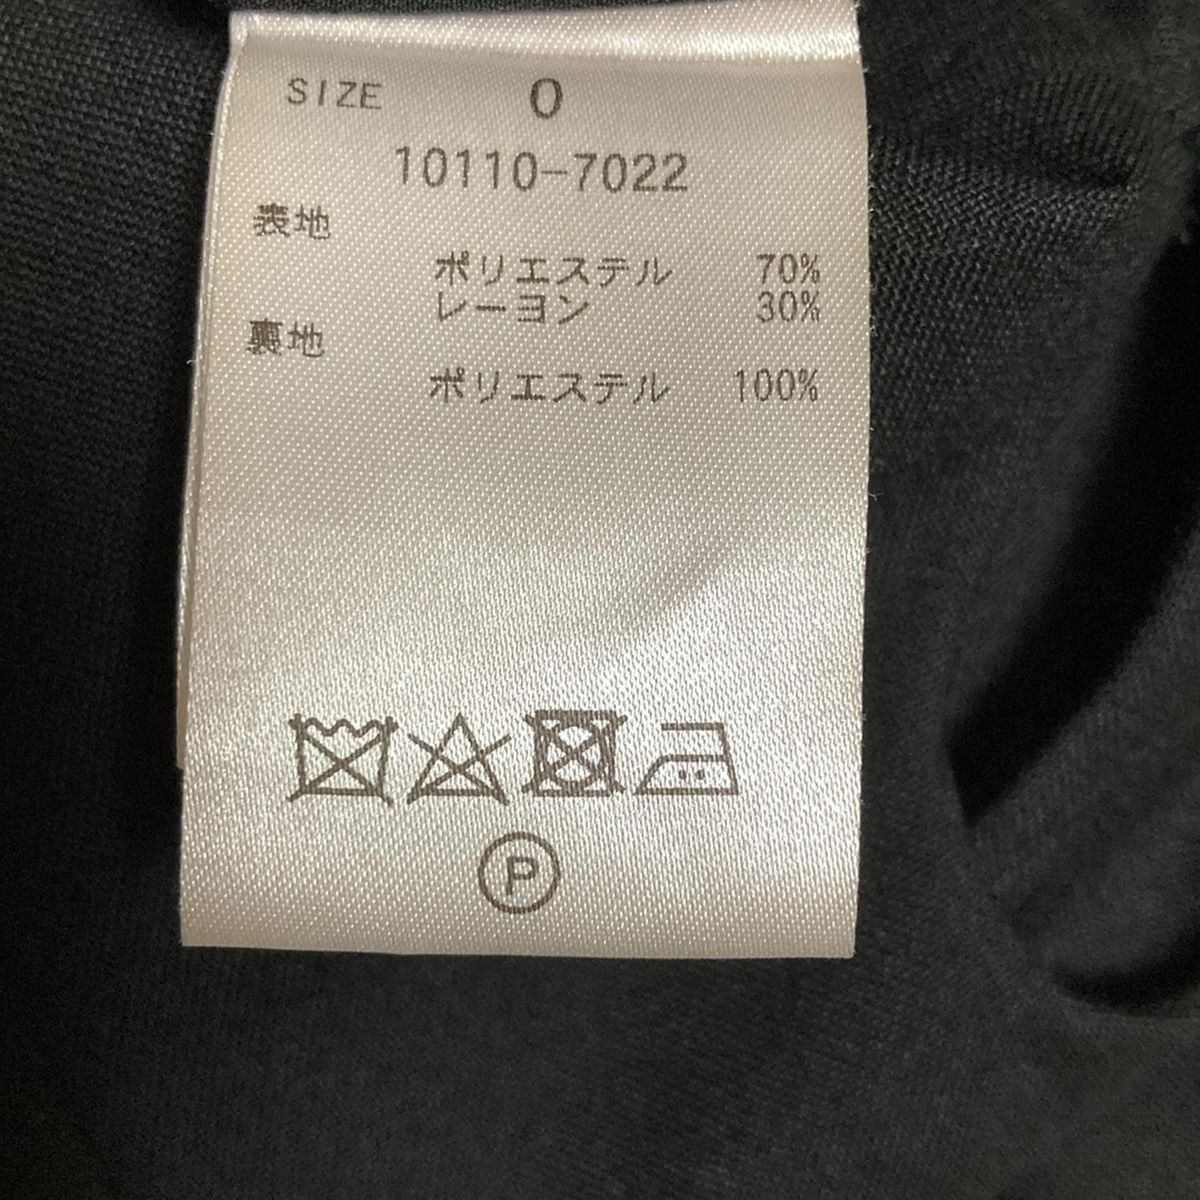 SIZE 0
10110-7022
表地
ポリエステル 70%
レーヨン 30%
裏地
ポリエステル 100%
P